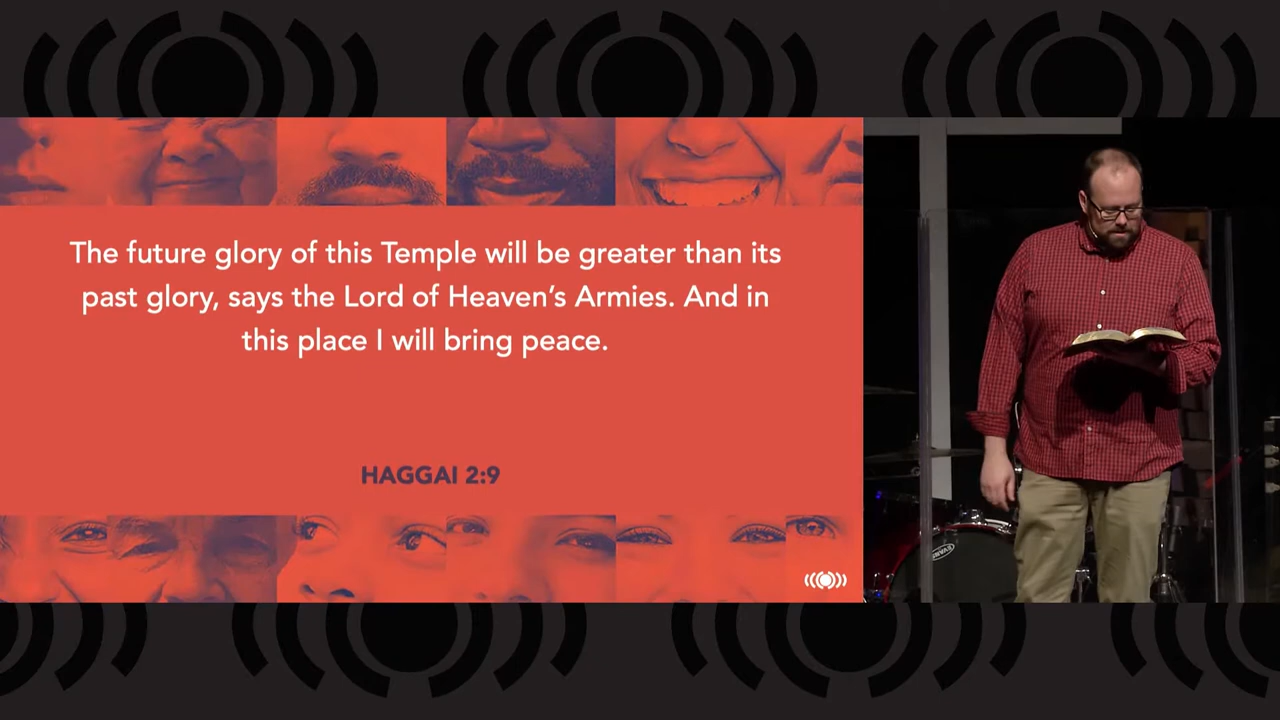 The future glory of this Temple will be greater than its
past glory, says the Lord of Heaven's Armies. And in
this place I will bring peace.
HAGGAI 2:9